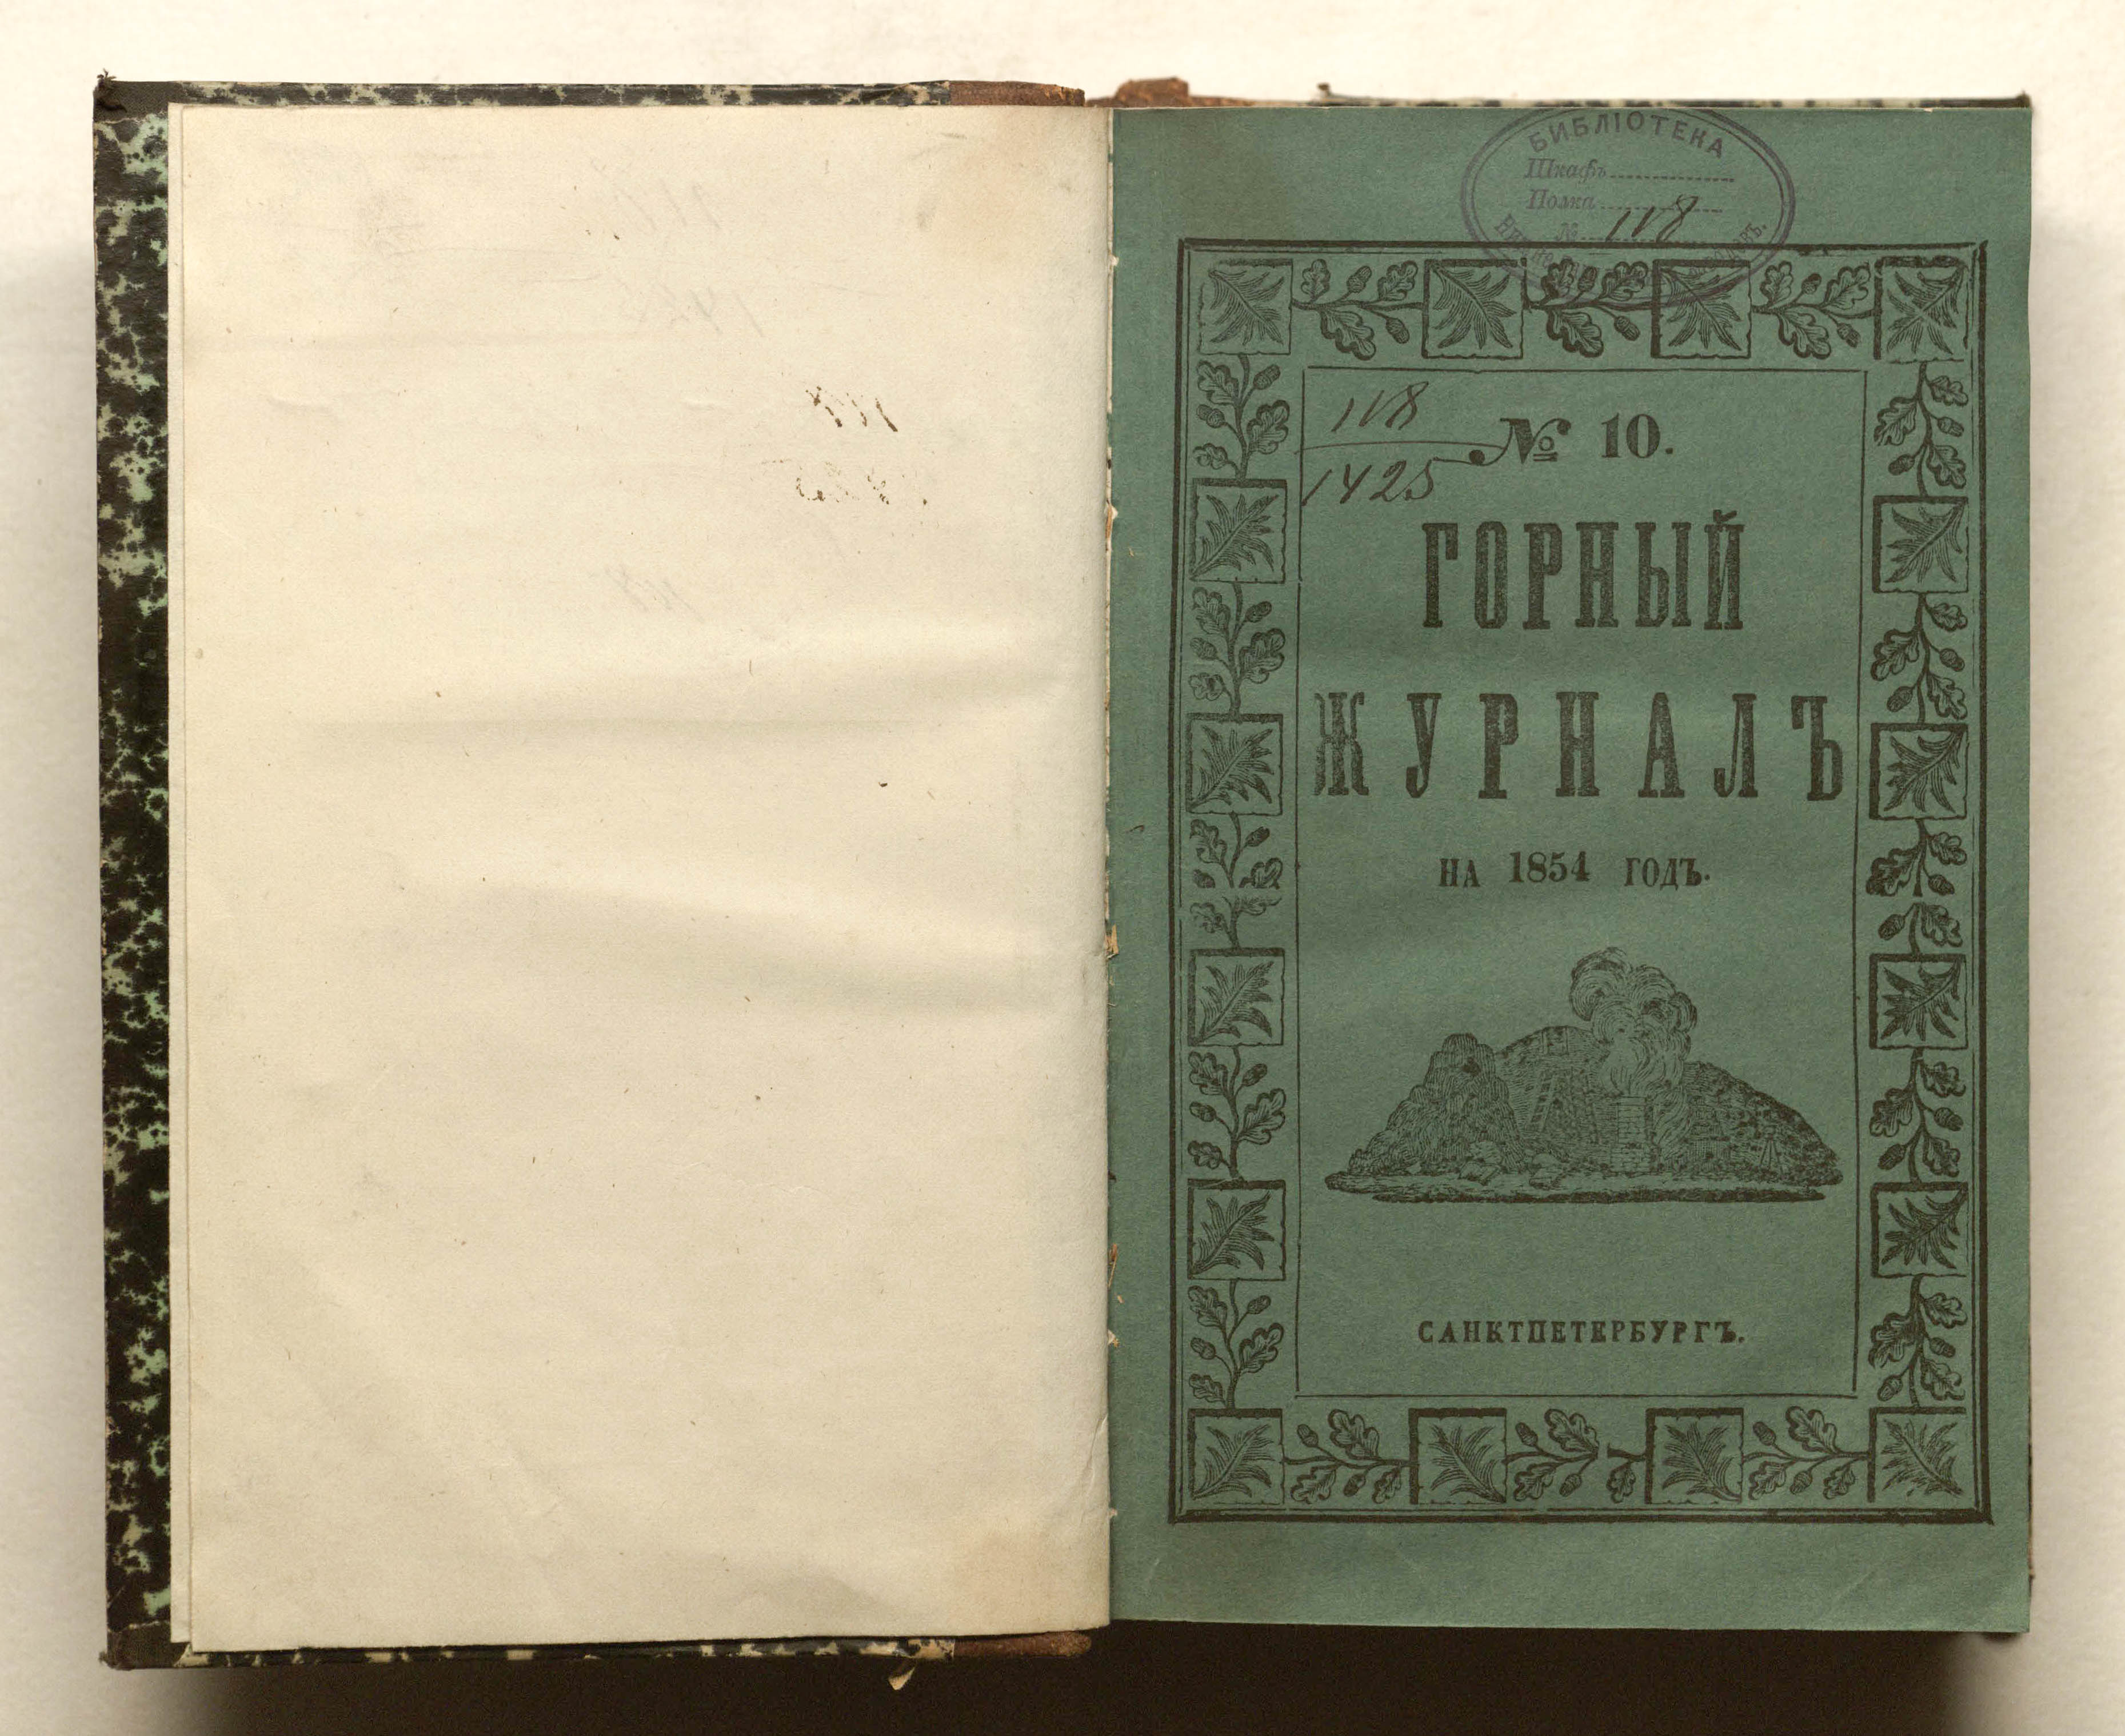 БИБЛІОТЕКА
Шкафъ
Полка
№ 118
118
1425
№ 10.
ГОРНЫЙ
ЖУРНАЛЪ
НА 1854 ГОДЪ.
САНКТПЕТЕРБУРГЪ.